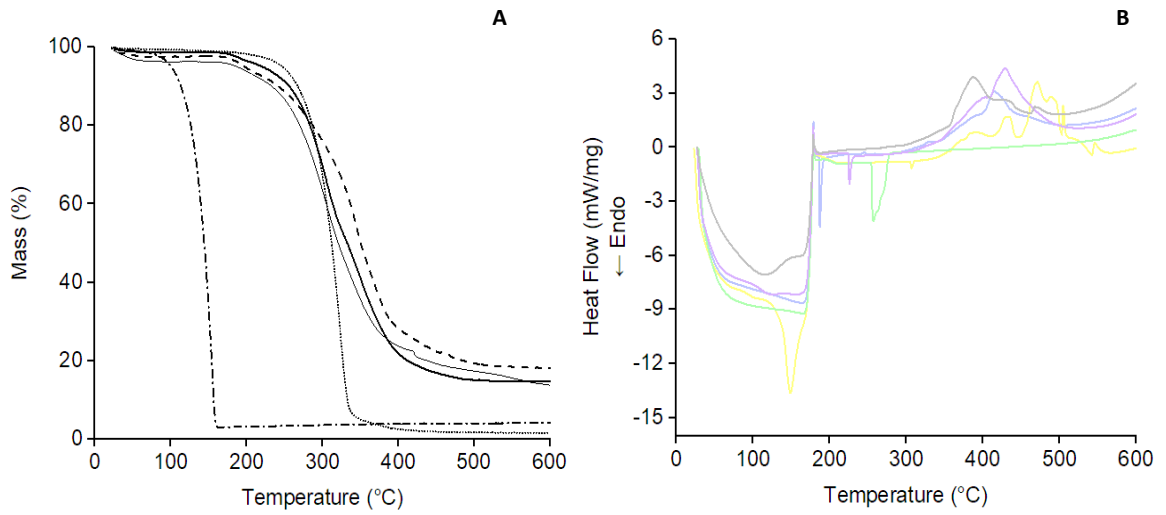 A
100
80
60
40
20
0
Mass (%)
0 100 200 300 400 500 600
Temperature (°C)
B
6
3
0
-3
-6
-9
-12
-15
Heat Flow (mW/mg)
← Endo
0 100 200 300 400 500 600
Temperature (°C)